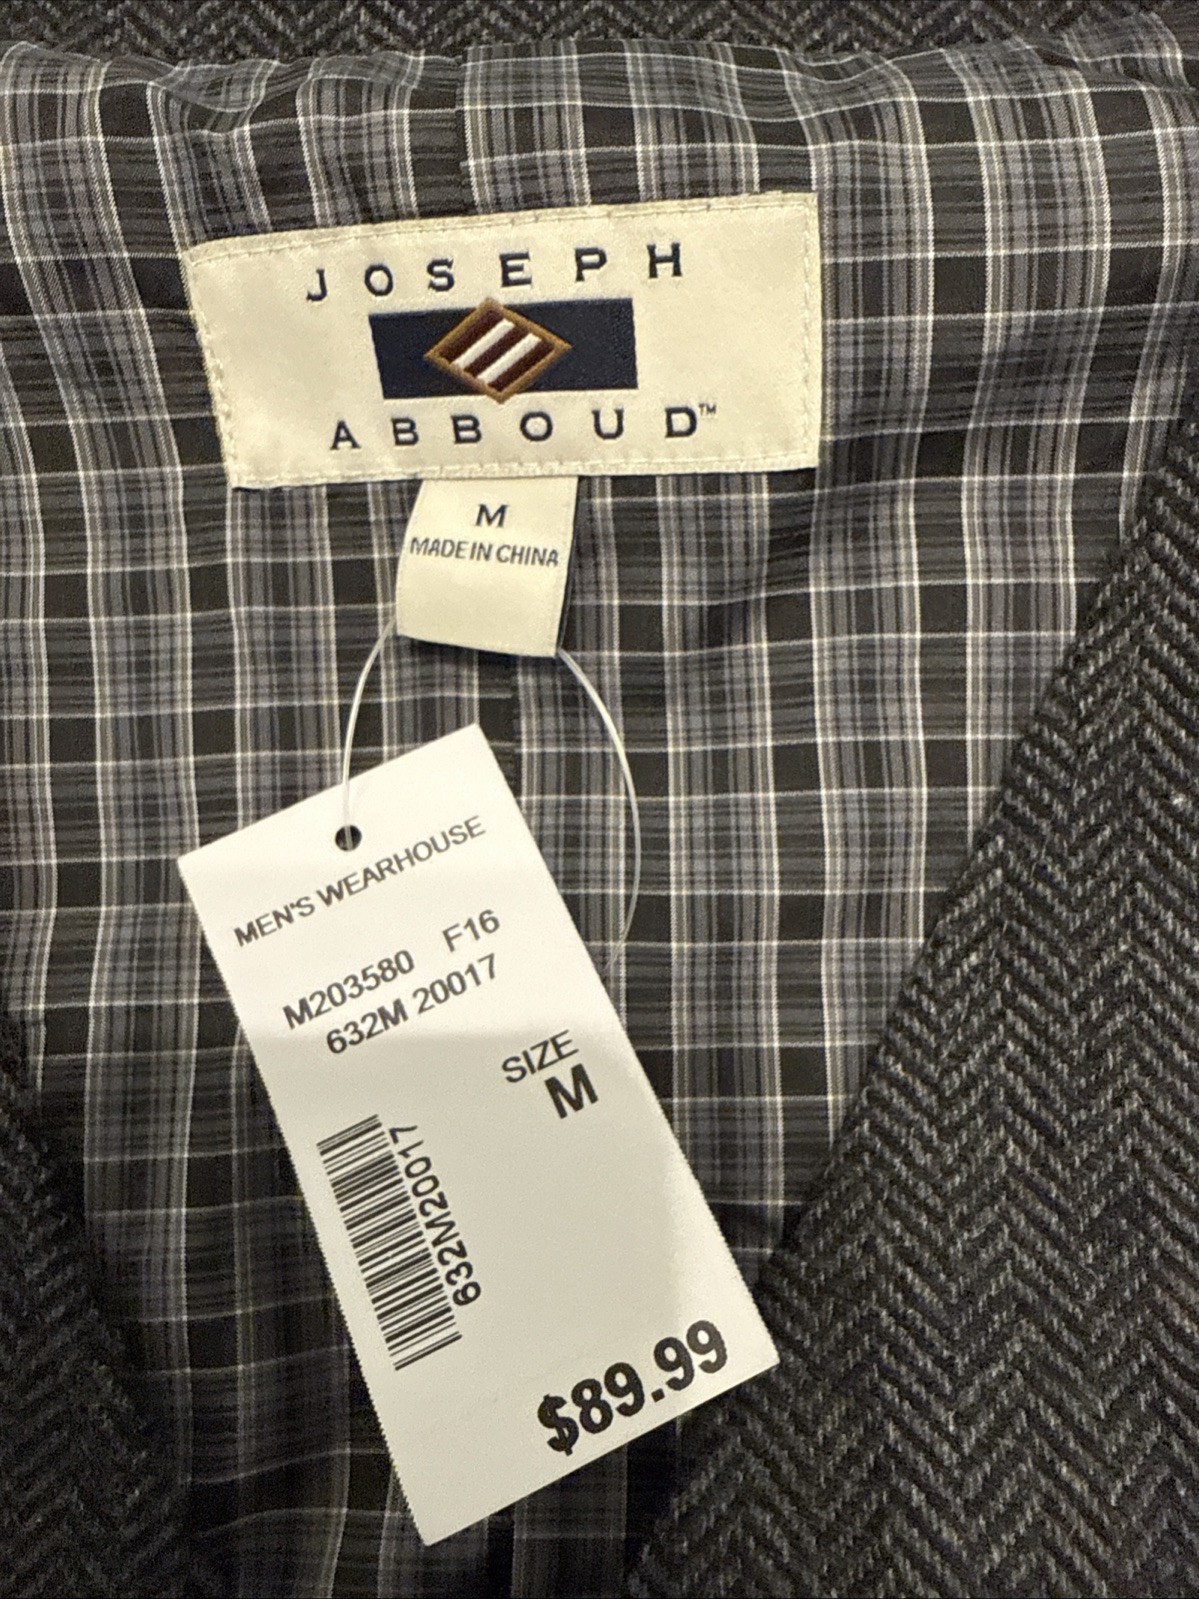 JOSEPH
ABBOUD™
M
MADE IN CHINA
MEN'S WEARHOUSE
M203580 F16
632M 20017
SIZE
M
632M20017
$89.99